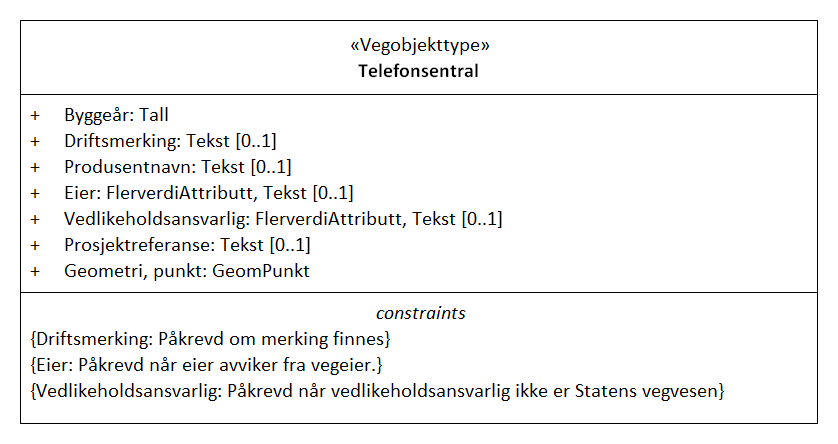 «Vegobjekttype»
Telefonsentral
+ Byggeår: Tall
+ Driftsmerking: Tekst [0..1]
+ Produsentnavn: Tekst [0..1]
+ Eier: FlerverdiAttributt, Tekst [0..1]
+ Vedlikeholdsansvarlig: FlerverdiAttributt, Tekst [0..1]
+ Prosjektreferanse: Tekst [0..1]
+ Geometri, punkt: GeomPunkt
constraints
{Driftsmerking: Påkrevd om merking finnes}
{Eier: Påkrevd når eier avviker fra vegeier.}
{Vedlikeholdsansvarlig: Påkrevd når vedlikeholdsansvarlig ikke er Statens vegvesen}